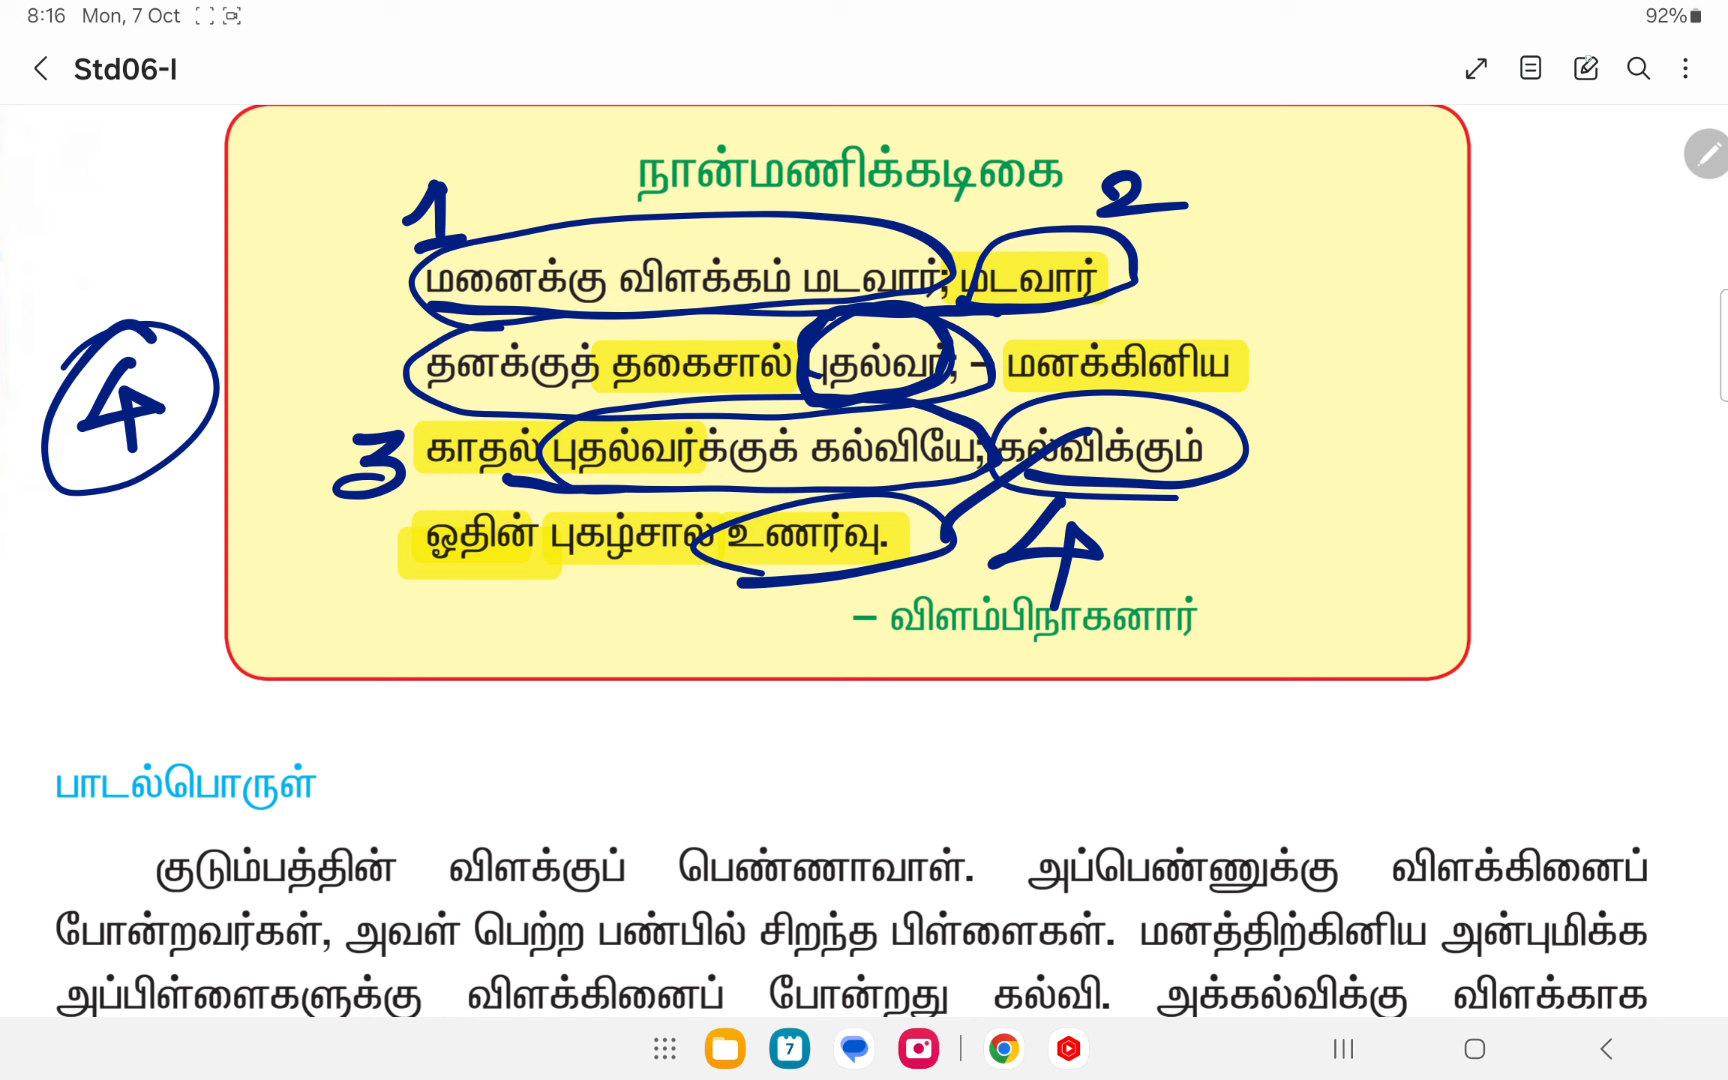 8:16 Mon, 7 Oct 92%
Std06-I
நான்மணிக்கடிகை
1 2
மனைக்கு விளக்கம் மடவார்; மடவார்
தனக்குத் தகைசால் புதல்வர்; – மனக்கினிய
4
காதல் புதல்வர்க்குக் கல்வியே; கல்விக்கும்
3
ஓதின் புகழ்சால் உணர்வு.
4
– விளம்பிநாகனார்
பாடல்பொருள்
குடும்பத்தின் விளக்குப் பெண்ணாவாள். அப்பெண்ணுக்கு விளக்கினைப்
போன்றவர்கள், அவள் பெற்ற பண்பில் சிறந்த பிள்ளைகள். மனத்திற்கினிய அன்புமிக்க
அப்பிள்ளைகளுக்கு விளக்கினைப் போன்றது கல்வி. அக்கல்விக்கு விளக்காக
7